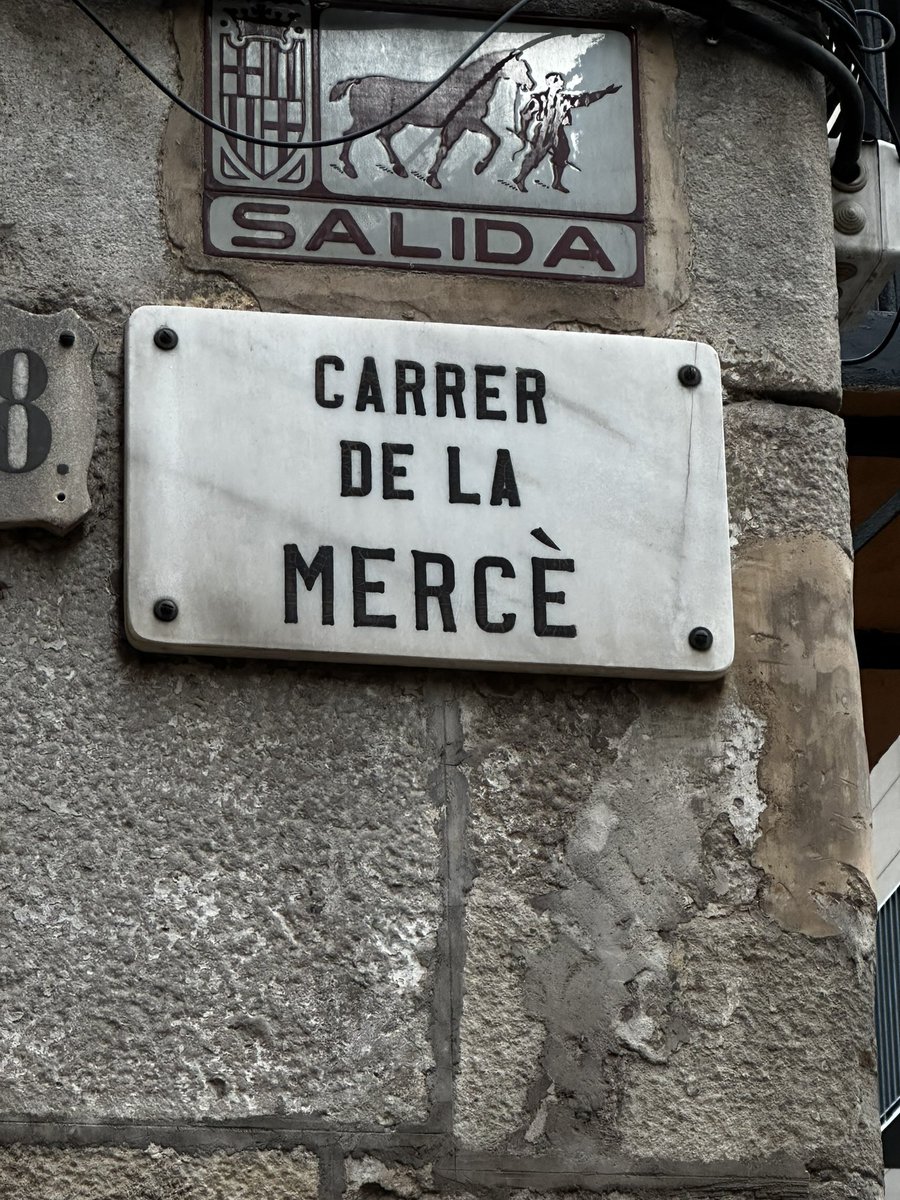 SALIDA
8.
CARRER
DE LA
MERCÈ